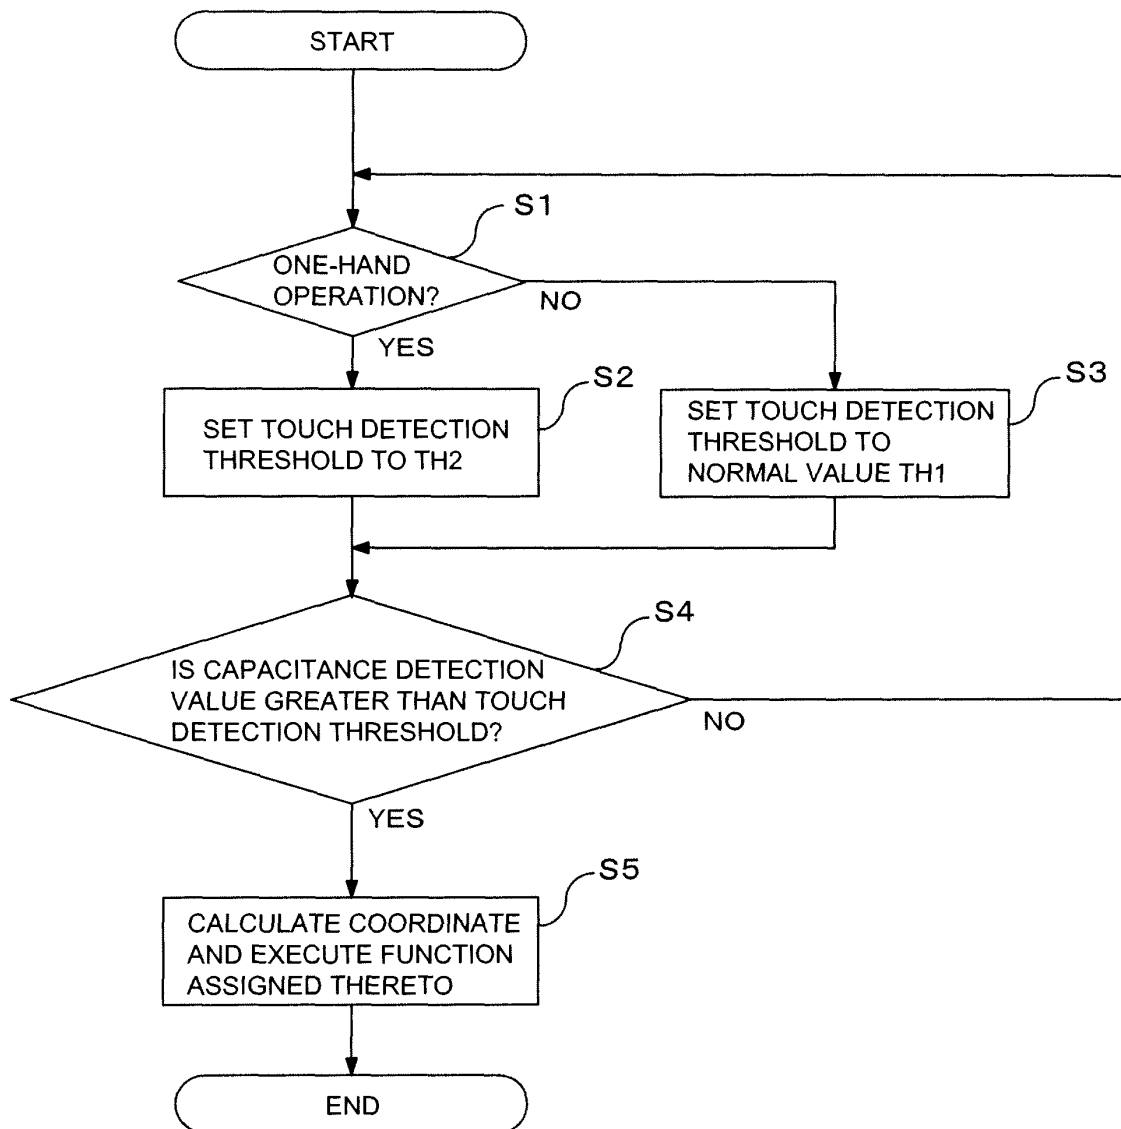 START
S1
ONE-HAND
OPERATION?
NO
YES
S2
SET TOUCH DETECTION
THRESHOLD TO TH2
S3
SET TOUCH DETECTION
THRESHOLD TO
NORMAL VALUE TH1
S4
IS CAPACITANCE DETECTION
VALUE GREATER THAN TOUCH
DETECTION THRESHOLD?
NO
YES
S5
CALCULATE COORDINATE
AND EXECUTE FUNCTION
ASSIGNED THERETO
END